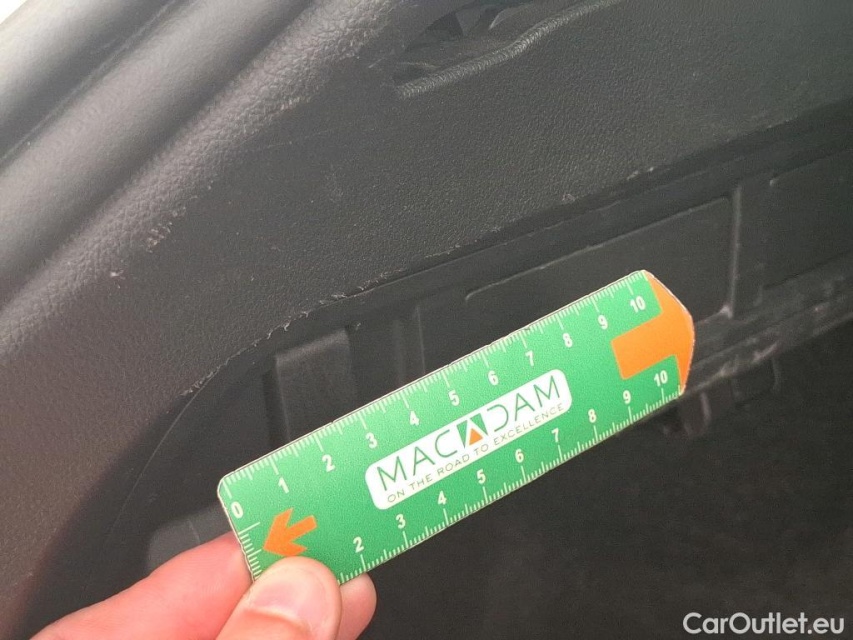 0 1 2 3 4 5 6 7 8 9 10
MACADAM
ON THE ROAD TO EXCELLENCE
2 3 4 5 6 7 8 9 10
CarOutlet.eu